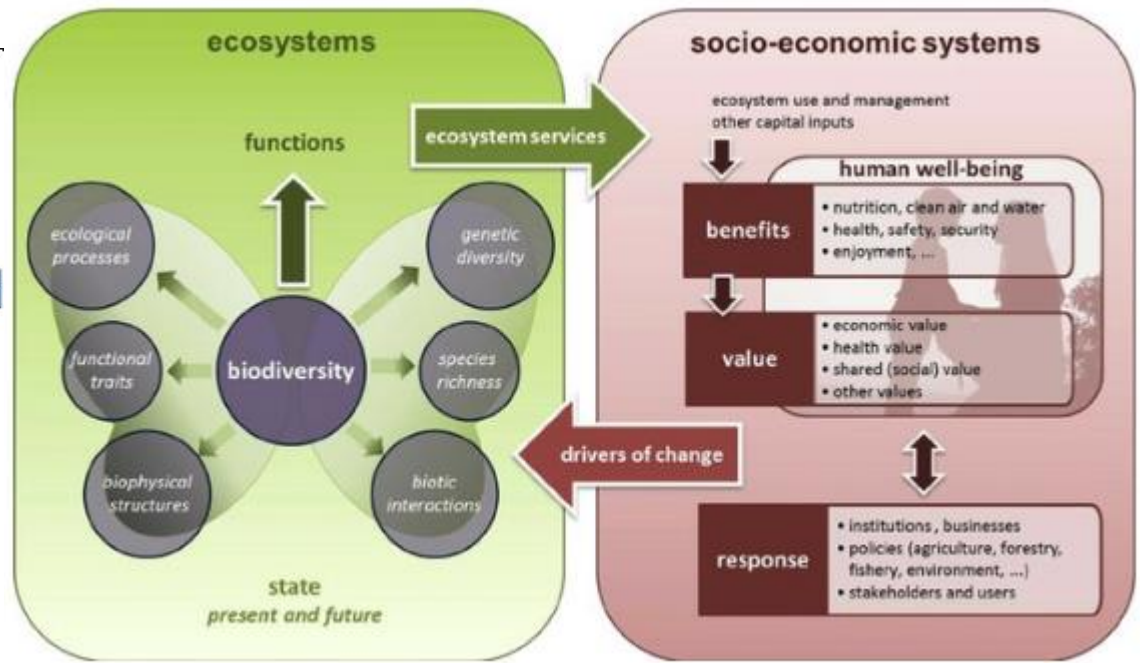 ecosystems
functions
ecosystem services
ecological
processes
genetic
diversity
functional
traits
biodiversity
species
richness
biophysical
structures
biotic
interactions
state
present and future
socio-economic systems
ecosystem use and management
other capital inputs
human well-being
benefits
• nutrition, clean air and water
• health, safety, security
• enjoyment, ...
value
• economic value
• health value
• shared (social) value
• other values
drivers of change
response
• institutions , businesses
• policies (agriculture, forestry,
fishery, environment, ...)
• stakeholders and users